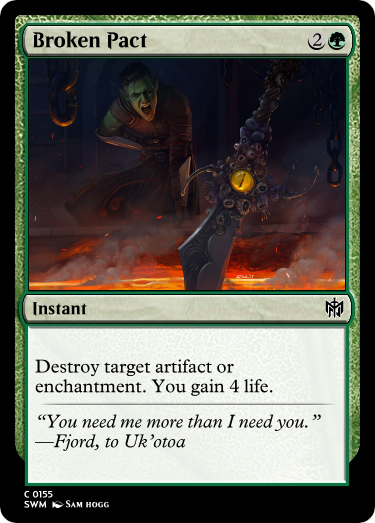 Broken Pact 2
Instant
Destroy target artifact or
enchantment. You gain 4 life.
“You need me more than I need you.”
—Fjord, to Uk’otoa
C 0155
SWM Sam Hogg